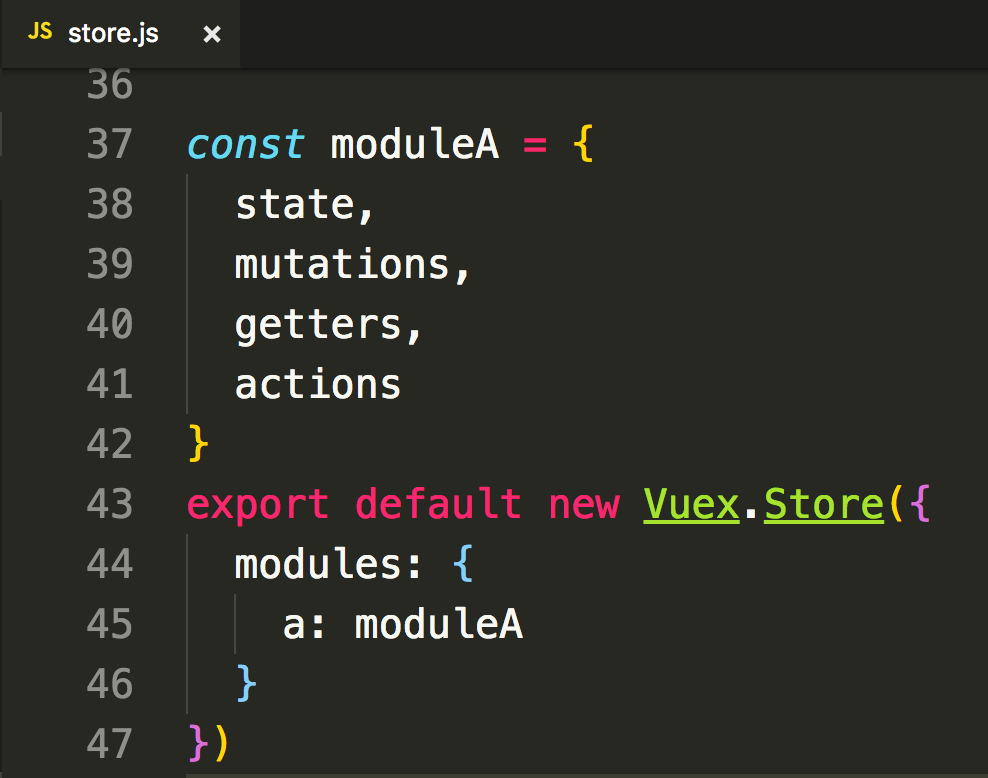 JS store.js ×
36
37 const moduleA = {
38   state,
39   mutations,
40   getters,
41   actions
42 }
43 export default new Vuex.Store({
44   modules: {
45     a: moduleA
46   }
47 })